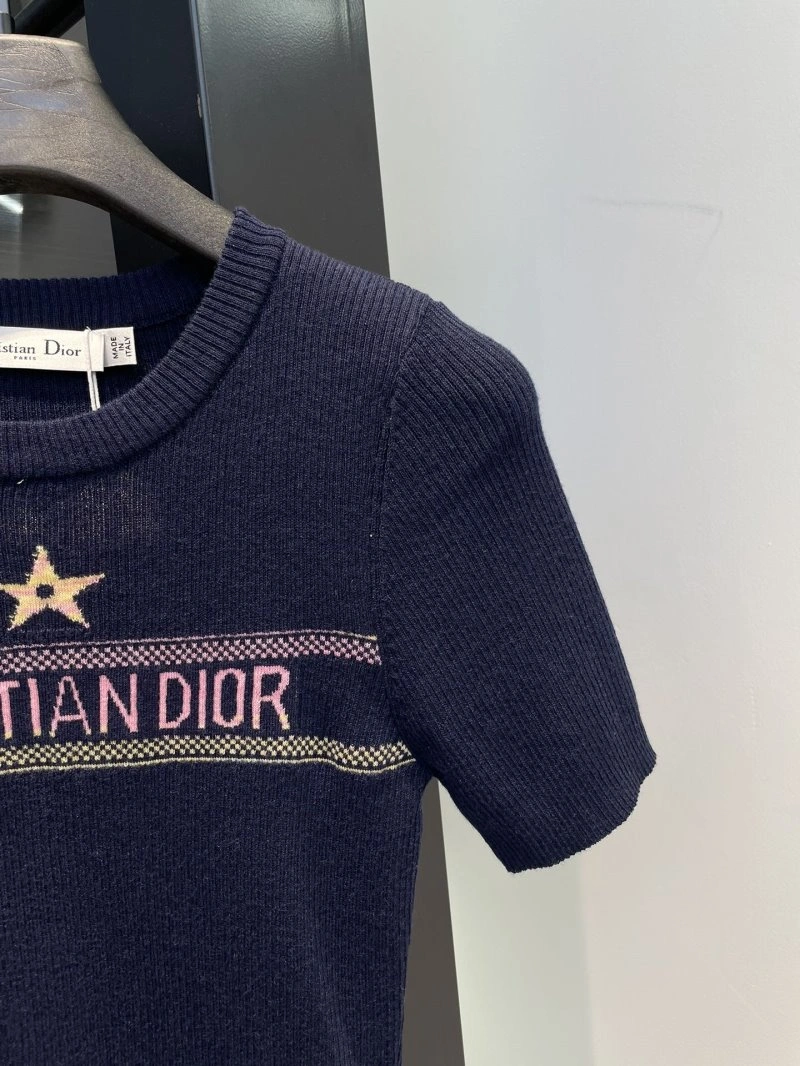 stian Dior
PARIS
MADE
IN
ITALY
TIAN DIOR